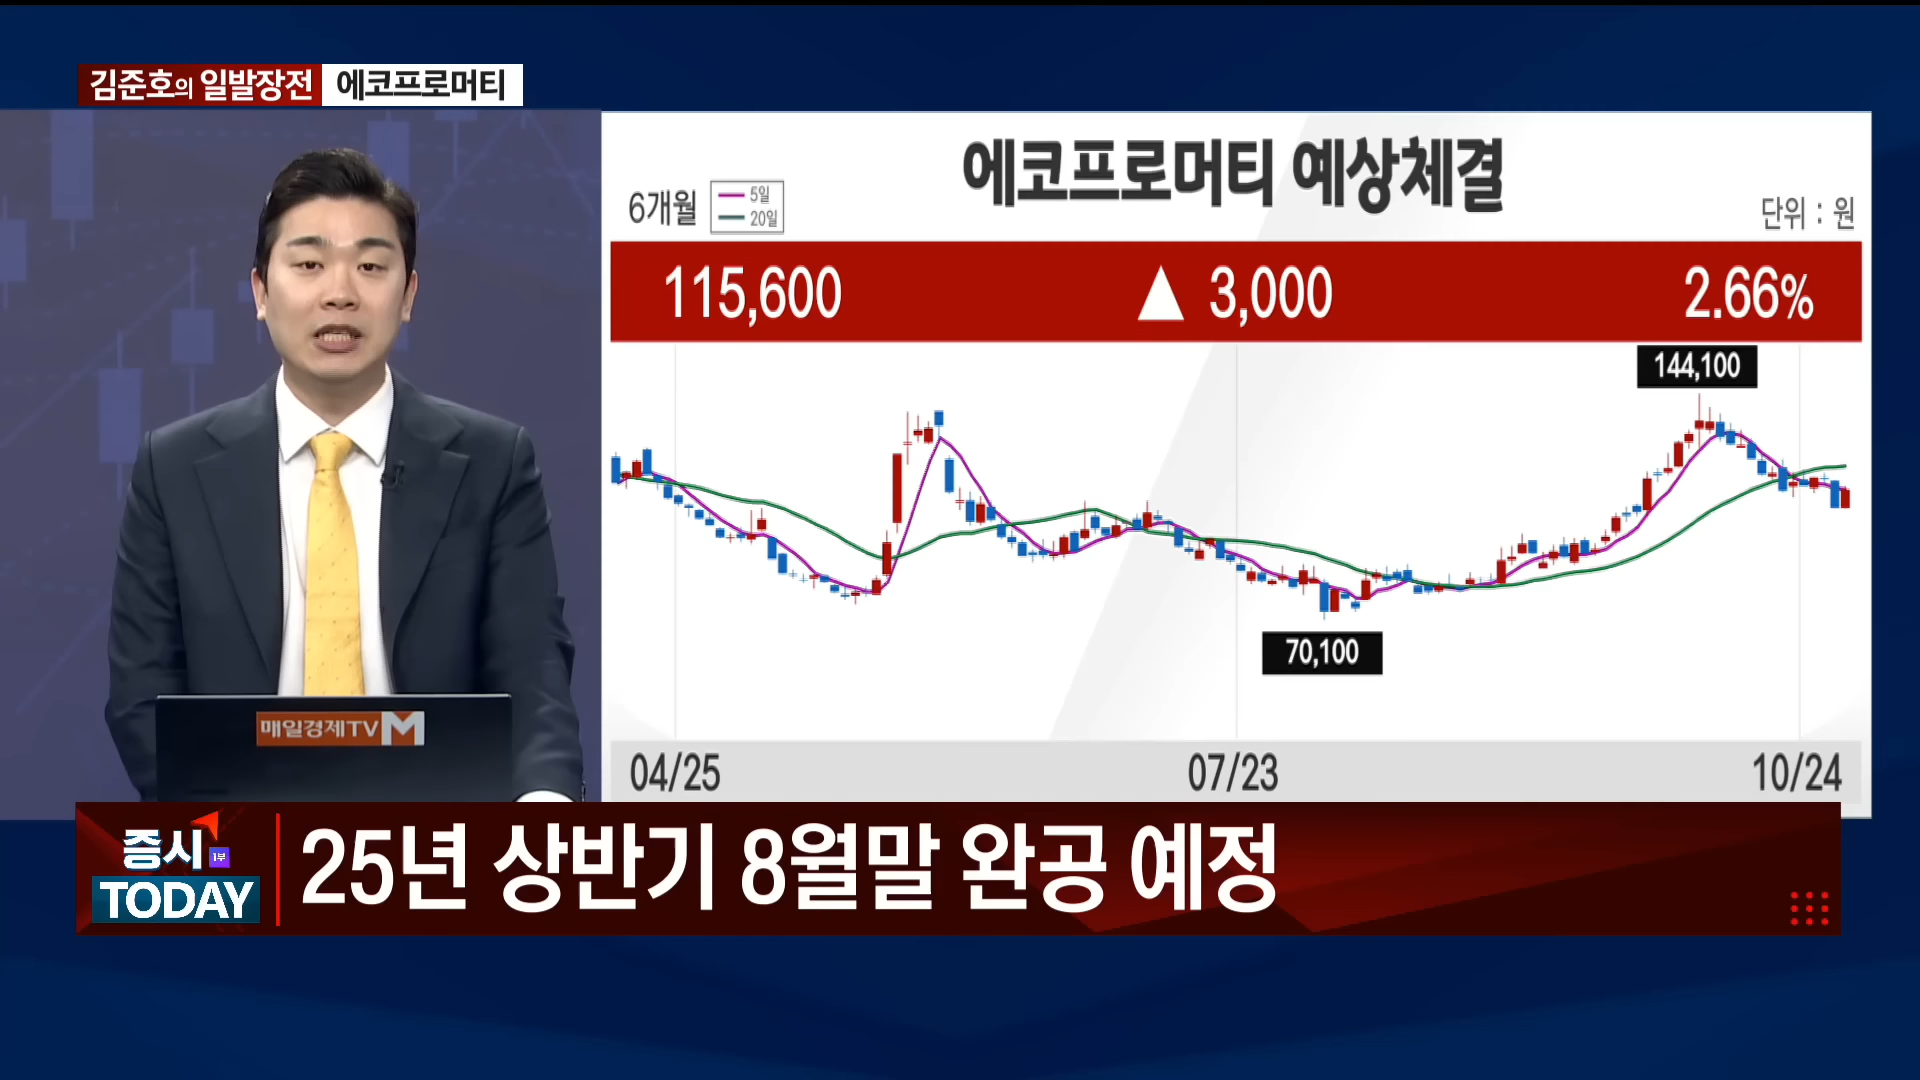 김준호의 일발장전 에코프로머티
에코프로머티 예상체결
6개월
5일
20일
단위 : 원
115,600 ▲ 3,000 2.66%
144,100
70,100
04/25 07/23 10/24
매일경제TV M
증시 1부
TODAY
25년 상반기 8월말 완공 예정